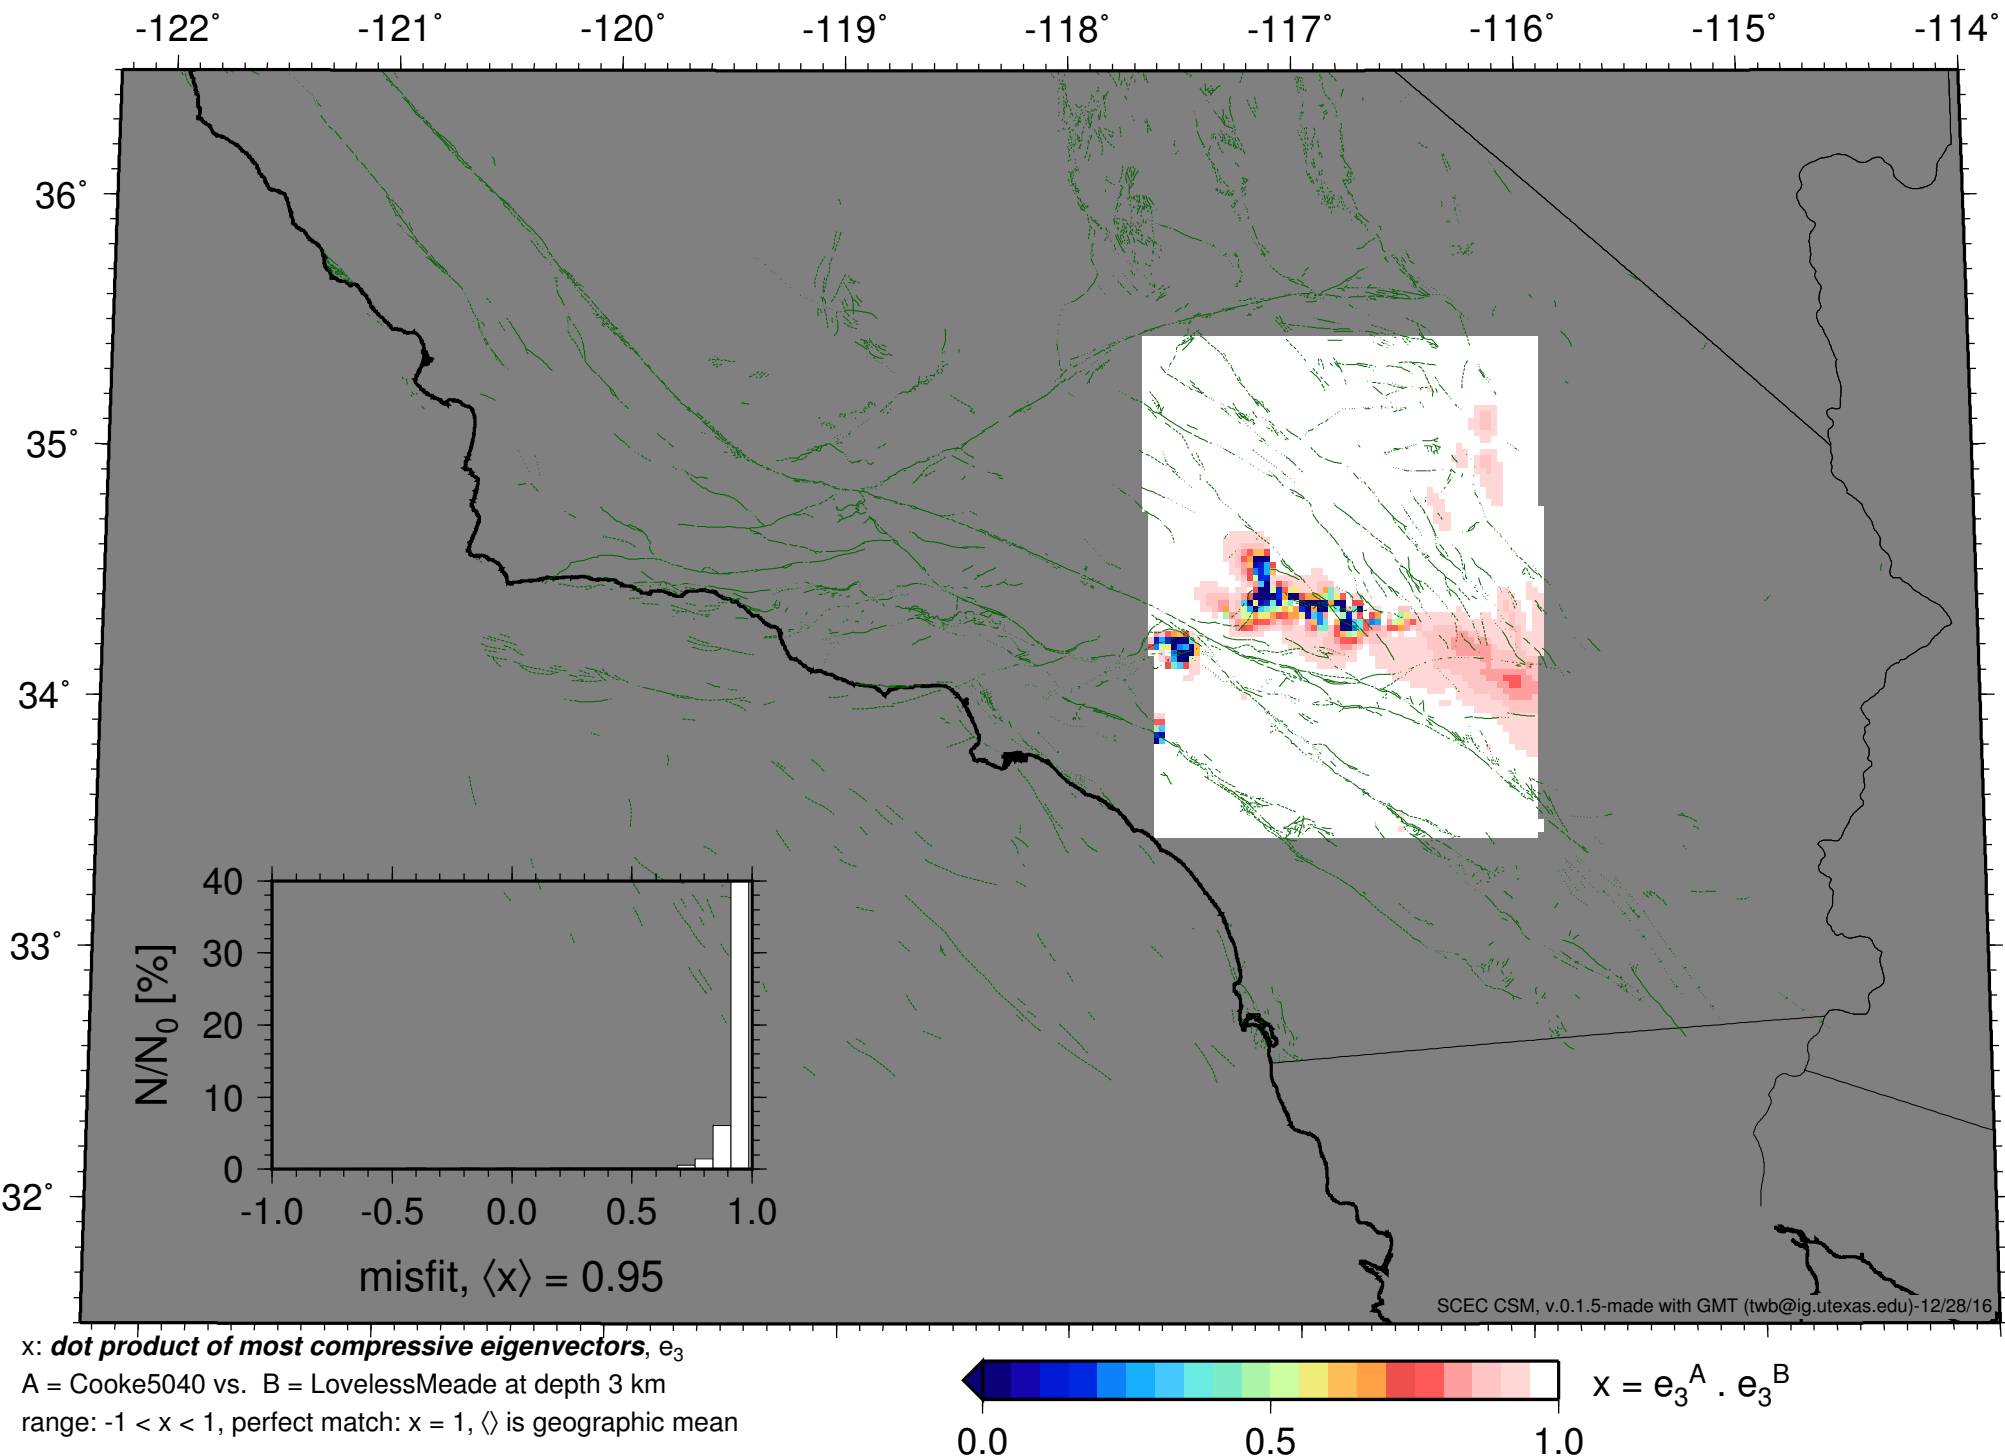 -122° -121° -120° -119° -118° -117° -116° -115° -114°
36°
35°
34°
33°
32°
40
30
20
10
0
N/N0 [%]
-1.0 -0.5 0.0 0.5 1.0
misfit, ⟨x⟩ = 0.95
SCEC CSM, v.0.1.5-made with GMT (twb@ig.utexas.edu)-12/28/16
x: dot product of most compressive eigenvectors, e3
A = Cooke5040 vs. B = LovelessMeade at depth 3 km
range: -1 < x < 1, perfect match: x = 1, ⟨⟩ is geographic mean
x = e3^A . e3^B
0.0 0.5 1.0